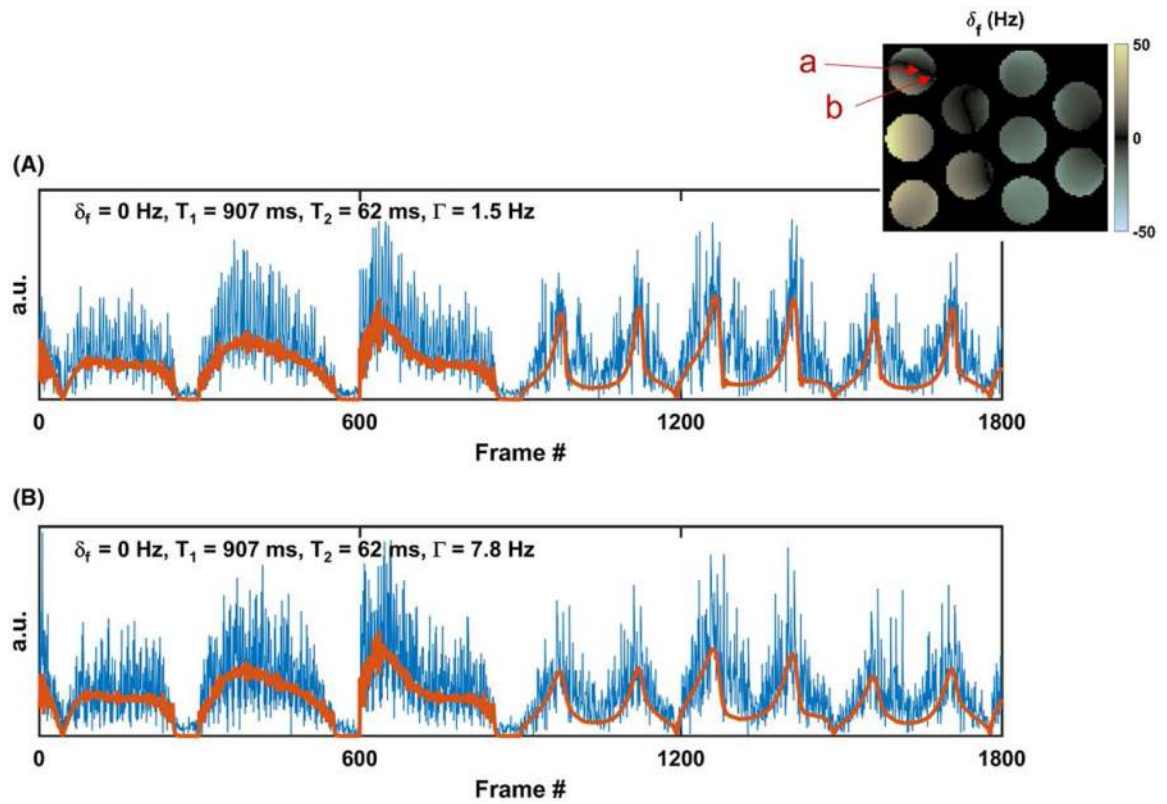 δf (Hz)
a
b
50
0
-50
(A)
δf = 0 Hz, T1 = 907 ms, T2 = 62 ms, Γ = 1.5 Hz
a.u.
0 600 1200 1800
Frame #
(B)
δf = 0 Hz, T1 = 907 ms, T2 = 62 ms, Γ = 7.8 Hz
a.u.
0 600 1200 1800
Frame #